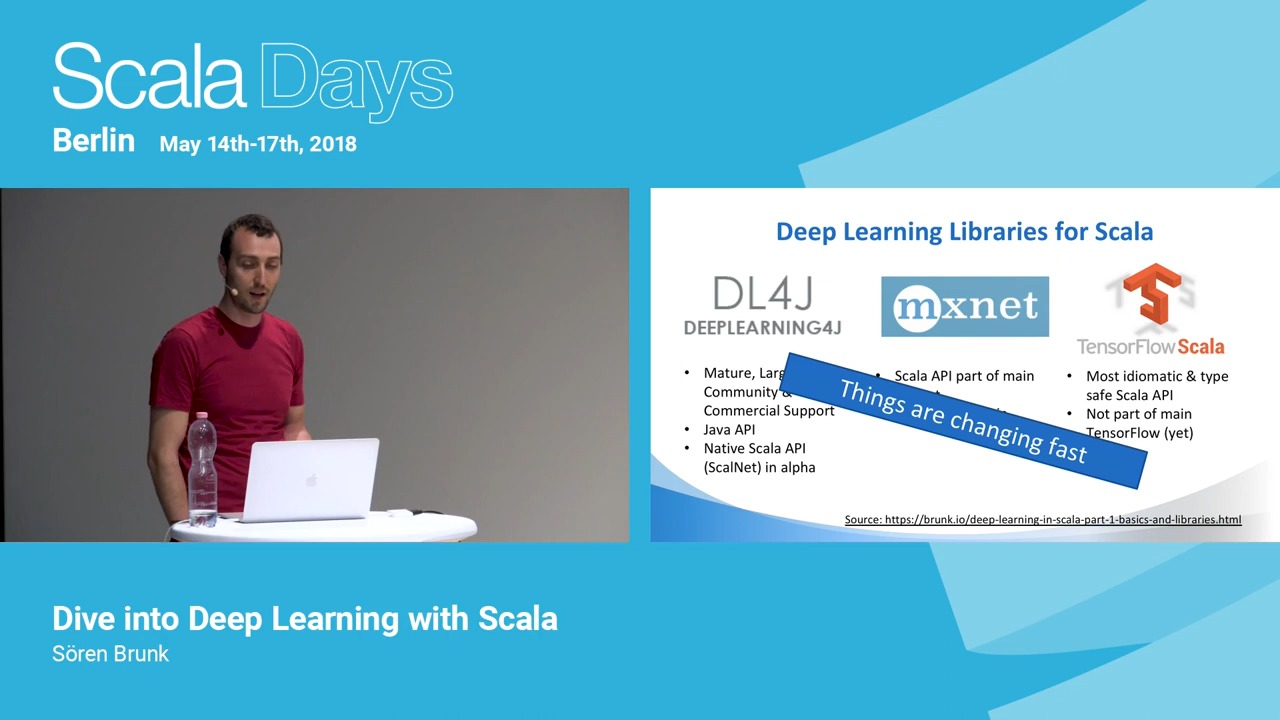 Scala Days
Berlin May 14th-17th, 2018
Deep Learning Libraries for Scala
DL4J
DEEPLEARNING4J
mxnet
TS
TensorFlow Scala
• Mature,
Community &
Commercial Support
• Java API
• Native Scala API
(ScalNet) in alpha
• Scala API part of main
• Most idiomatic & type
safe Scala API
• Not part of main
TensorFlow (yet)
Things are changing fast
Source: https://brunk.io/deep-learning-in-scala-part-1-basics-and-libraries.html
Dive into Deep Learning with Scala
Sören Brunk